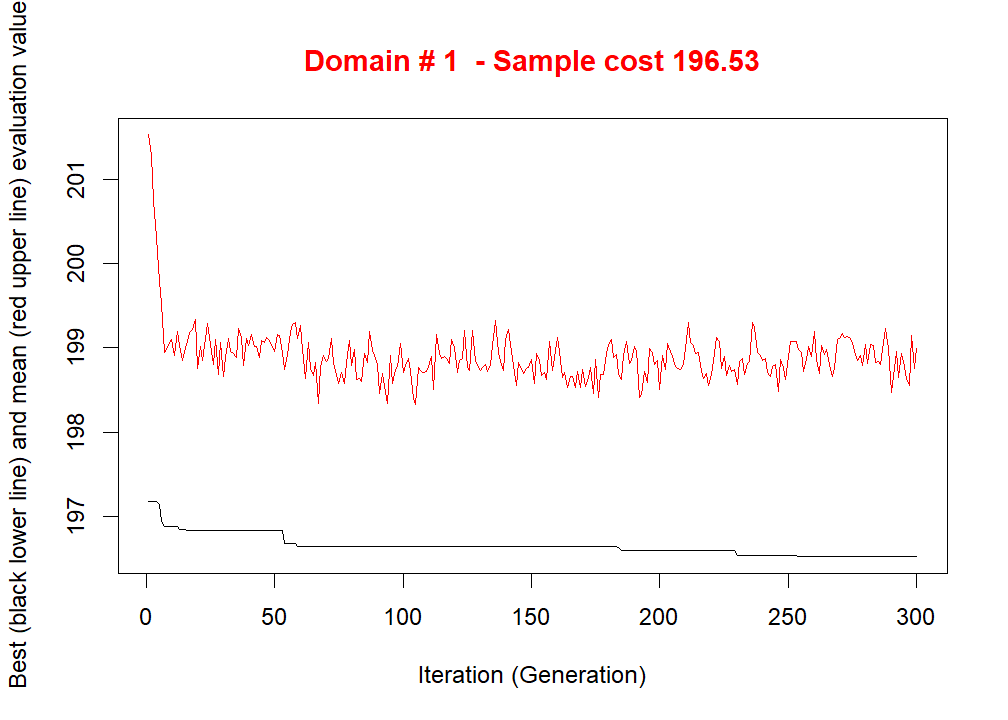 Domain # 1  - Sample cost 196.53
Best (black lower line) and mean (red upper line) evaluation value
201
200
199
198
197
0 50 100 150 200 250 300
Iteration (Generation)